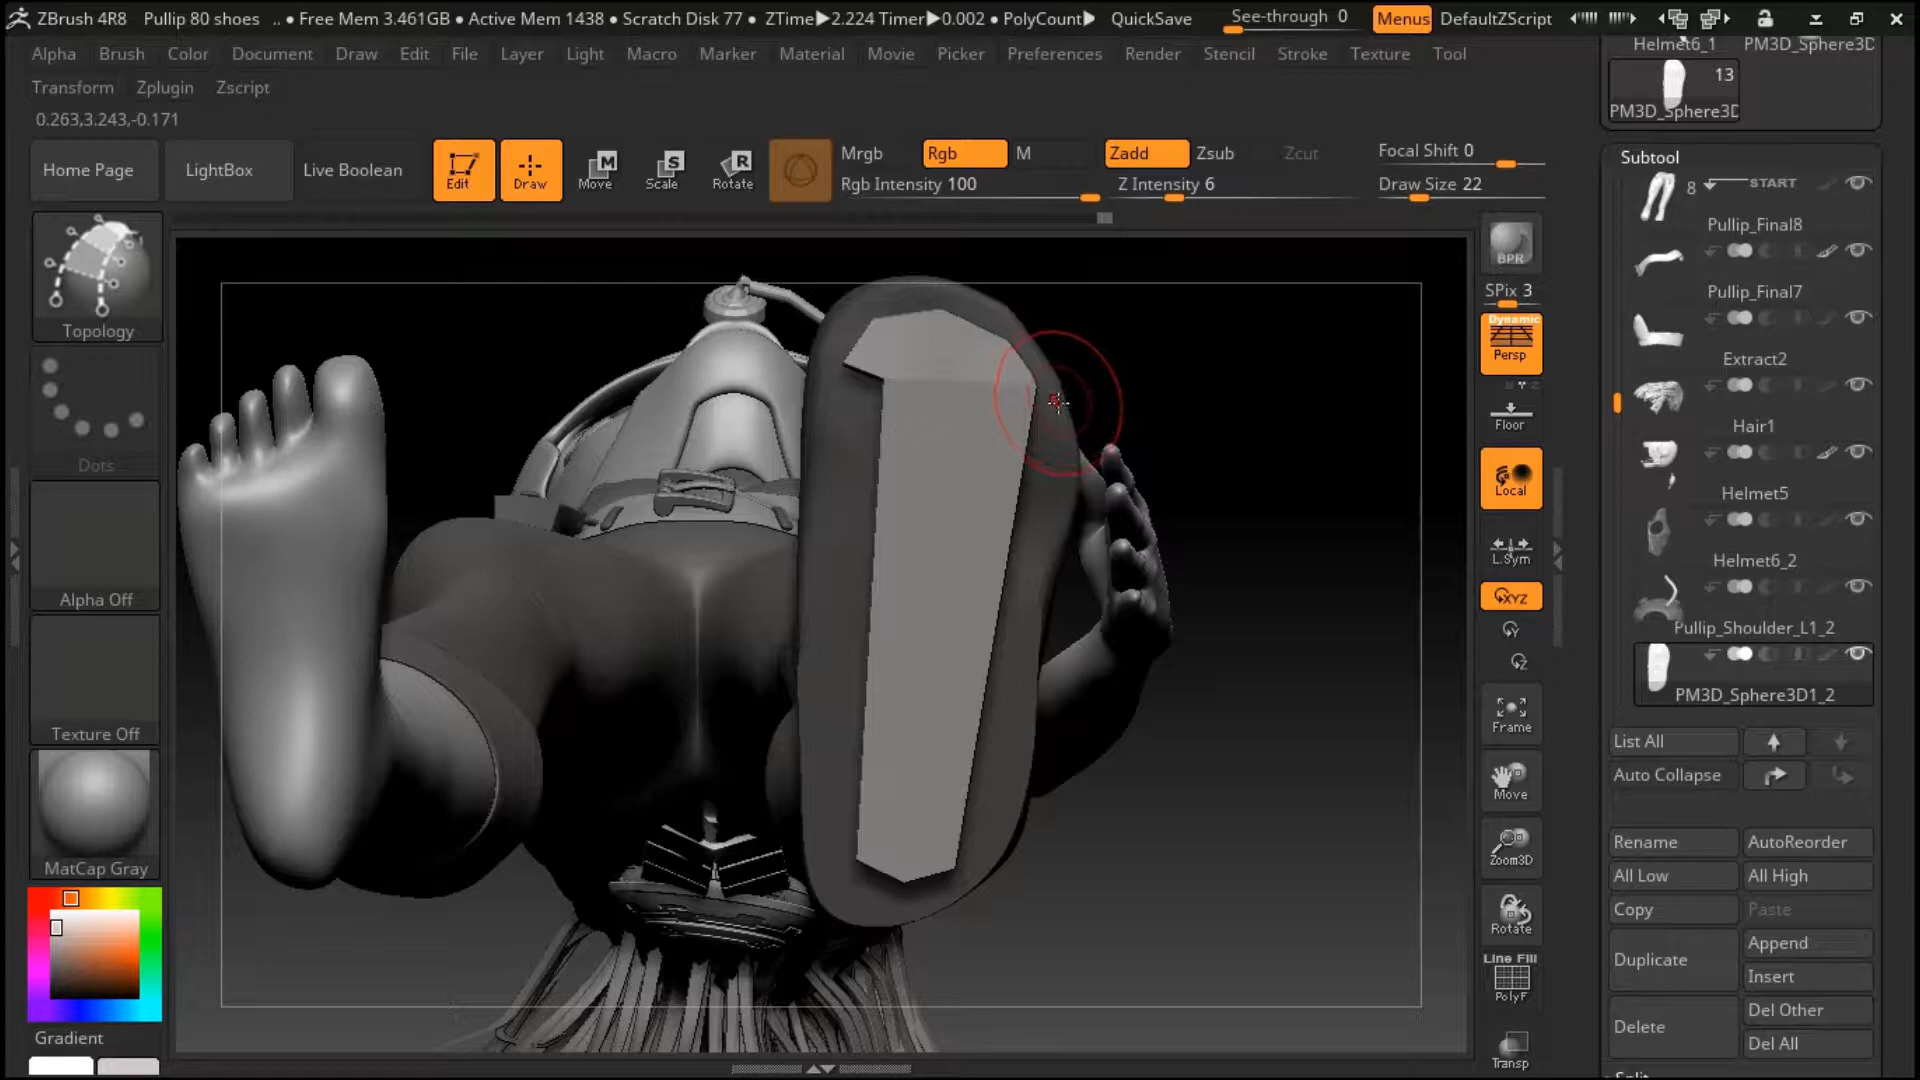 ZBrush 4R8 Pullip 80 shoes .. ● Free Mem 3.461GB ● Active Mem 1438 ● Scratch Disk 77 ● ZTime▶2.224 Timer▶0.002 ● PolyCount▶ QuickSave See-through 0 Menus DefaultZScript
Alpha Brush Color Document Draw Edit File Layer Light Macro Marker Material Movie Picker Preferences Render Stencil Stroke Texture Tool
Transform Zplugin Zscript
0.263,3.243,-0.171
Home Page LightBox Live Boolean Edit Draw Move Scale Rotate
M S R
Mrgb Rgb M Zadd Zsub Zcut Focal Shift 0
Rgb Intensity 100 Z Intensity 6 Draw Size 22
Topology
Dots
Alpha Off
Texture Off
MatCap Gray
Gradient
BPR
SPix 3
Dynamic
Persp
Floor
Local
L.Sym
XYZ
Y
Z
Frame
Move
Zoom3D
Rotate
Line Fill
PolyF
Transp
Helmet6_1 PM3D_Sphere3D
13
PM3D_Sphere3D
Subtool
8 START
Pullip_Final8
Pullip_Final7
Extract2
Hair1
Helmet5
Helmet6_2
Pullip_Shoulder_L1_2
PM3D_Sphere3D1_2
List All
Auto Collapse
Rename AutoReorder
All Low All High
Copy Paste
Duplicate Append
Insert
Delete Del Other
Del All
Split